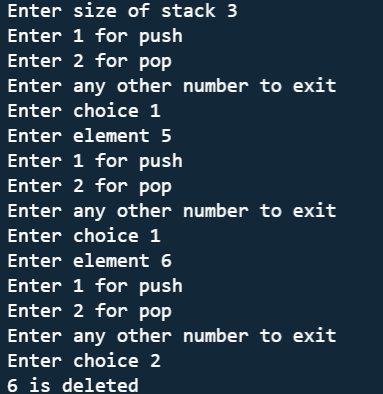 Enter size of stack 3
Enter 1 for push
Enter 2 for pop
Enter any other number to exit
Enter choice 1
Enter element 5
Enter 1 for push
Enter 2 for pop
Enter any other number to exit
Enter choice 1
Enter element 6
Enter 1 for push
Enter 2 for pop
Enter any other number to exit
Enter choice 2
6 is deleted